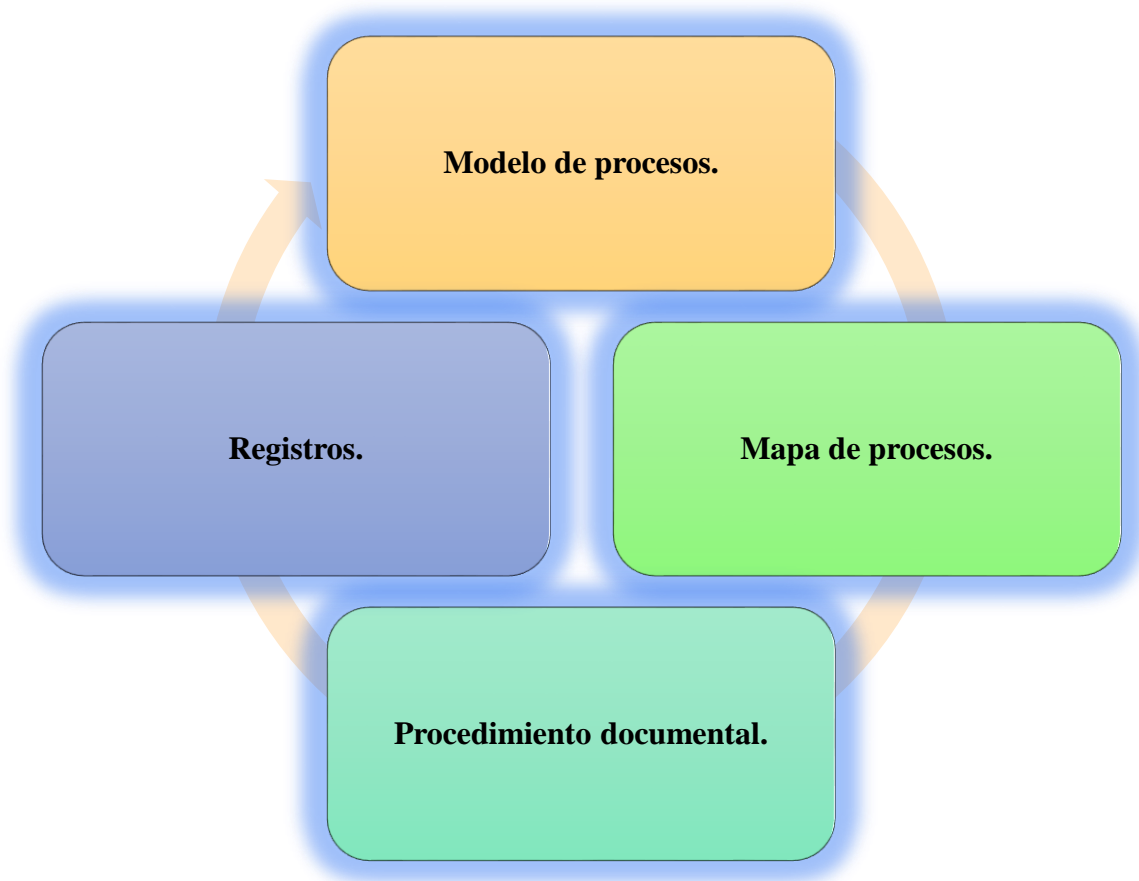 Modelo de procesos.
Registros.
Mapa de procesos.
Procedimiento documental.